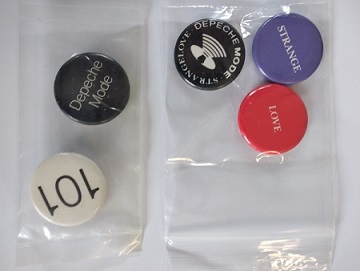 Depeche
Mode
101
DEPECHE MODE
STRANGELOVE
STRANGE
LOVE